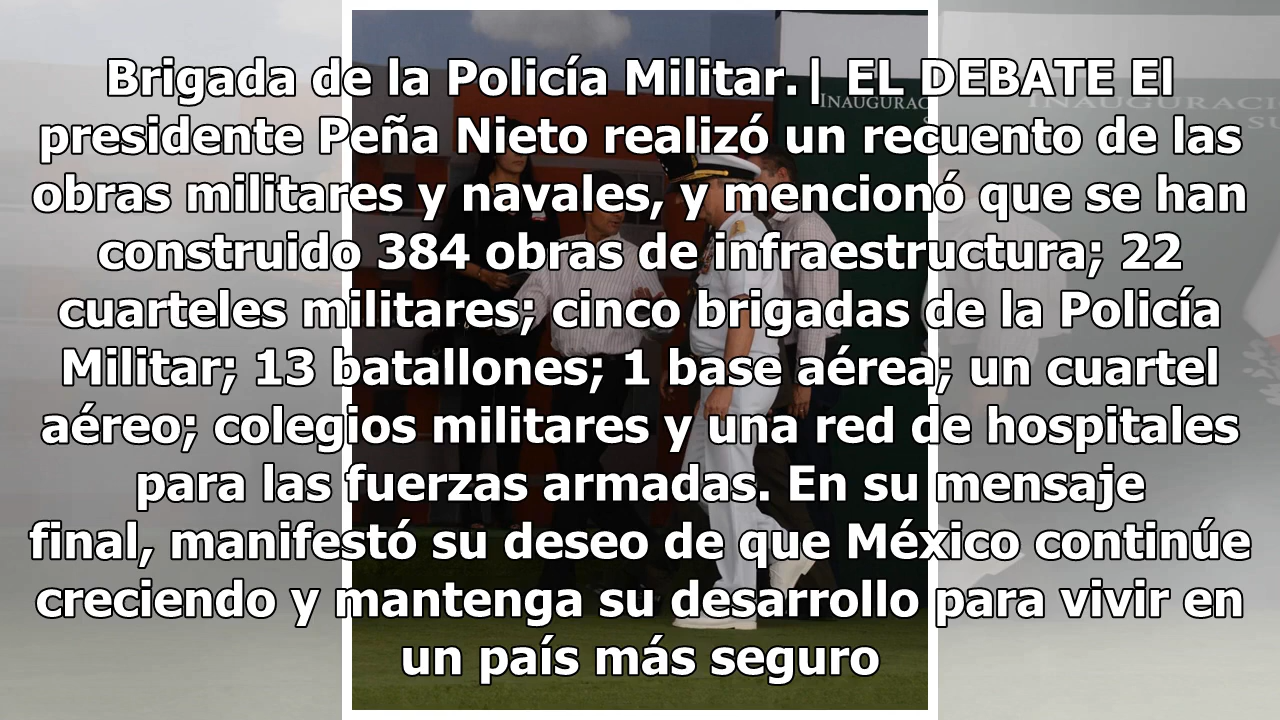 Brigada de la Policía Militar.| EL DEBATE El
presidente Peña Nieto realizó un recuento de las
obras militares y navales, y mencionó que se han
construido 384 obras de infraestructura; 22
cuarteles militares; cinco brigadas de la Policía
Militar; 13 batallones; 1 base aérea; un cuartel
aéreo; colegios militares y una red de hospitales
para las fuerzas armadas. En su mensaje
final, manifestó su deseo de que México continúe
creciendo y mantenga su desarrollo para vivir en
un país más seguro
INAUGURAC
INAUGURACI